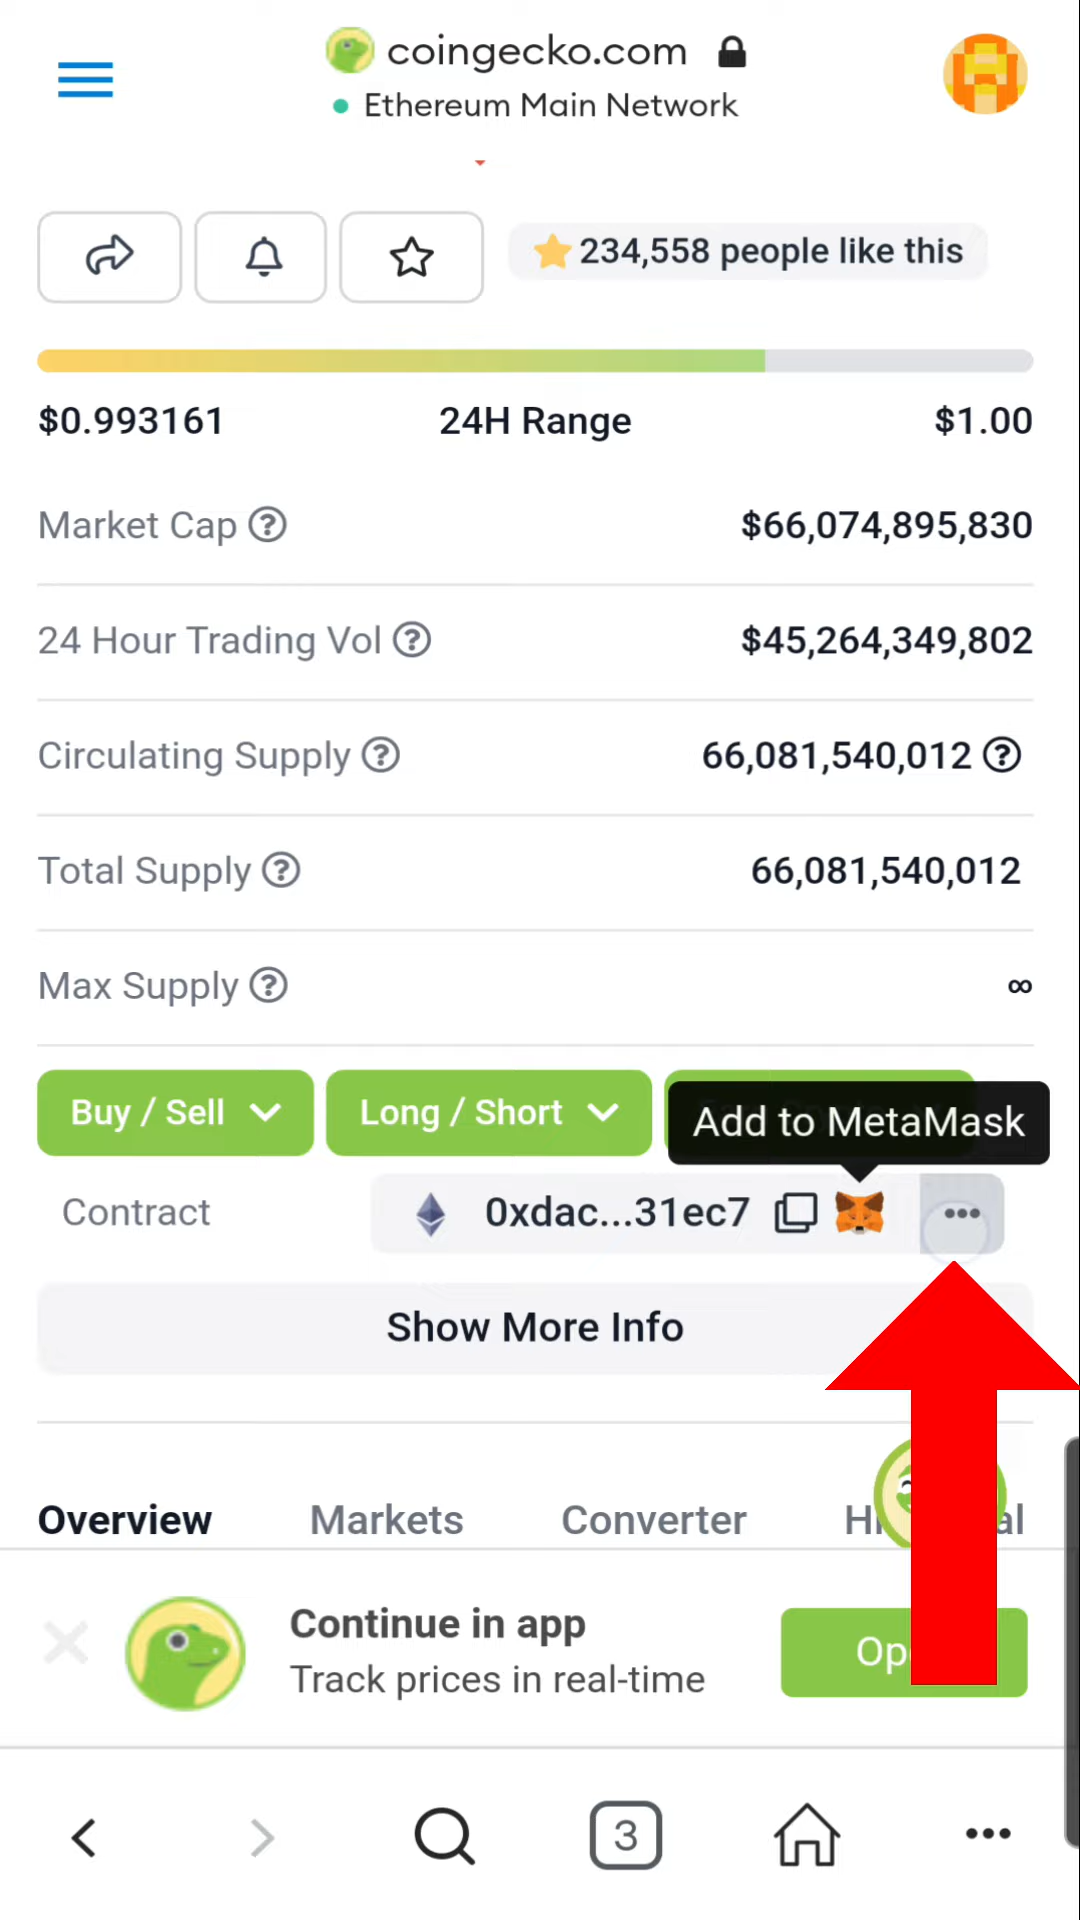 coingecko.com
Ethereum Main Network
234,558 people like this
$0.993161 24H Range $1.00
Market Cap ? $66,074,895,830
24 Hour Trading Vol ? $45,264,349,802
Circulating Supply ? 66,081,540,012 ?
Total Supply ? 66,081,540,012
Max Supply ? ∞
Buy / Sell Long / Short
Add to MetaMask
Contract 0xdac...31ec7
Show More Info
Overview Markets Converter
Continue in app
Track prices in real-time
3